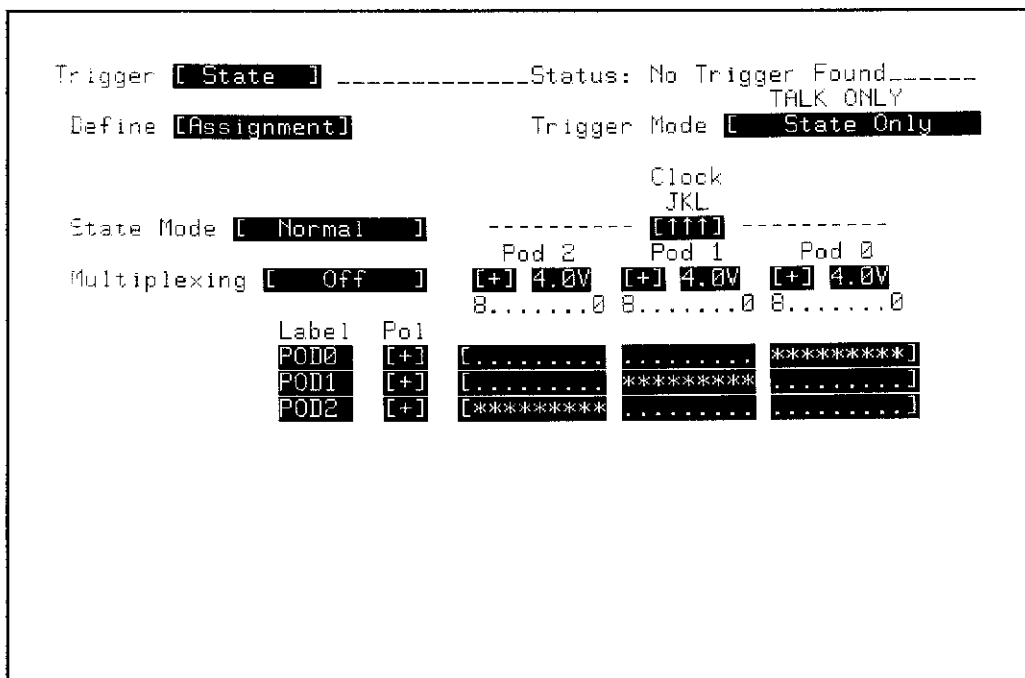 Trigger [ State ] _____________Status: No Trigger Found______
TALK ONLY
Define [Assignment] Trigger Mode [ State Only
Clock
JKL
State Mode [ Normal ] ---------- [↑↑↑] ----------
Pod 2 Pod 1 Pod 0
Multiplexing [ Off ] [+] 4.0V [+] 4.0V [+] 4.0V
8.......0 8.......0 8.......0
Label Pol
POD0 [+] [......... ......... *********]
POD1 [+] [......... ********* .........]
POD2 [+] [********* ......... .........]